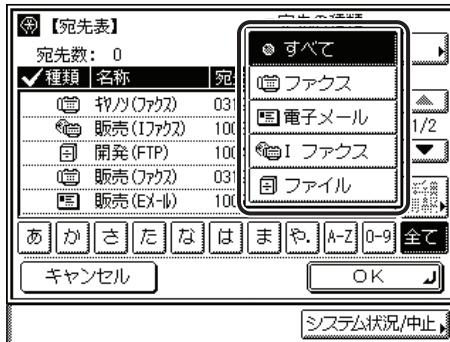 【宛先表】
宛先数: 0
種類 名称 宛
キヤノン(ファクス) 031
販売(Iファクス) 100
開発(FTP) 100
販売(ファクス) 031
販売(Eメール) 100
すべて
ファクス
電子メール
I ファクス
ファイル
1/2
あ か さ た な は ま や. A-Z 0-9 全て
キャンセル OK
システム状況/中止